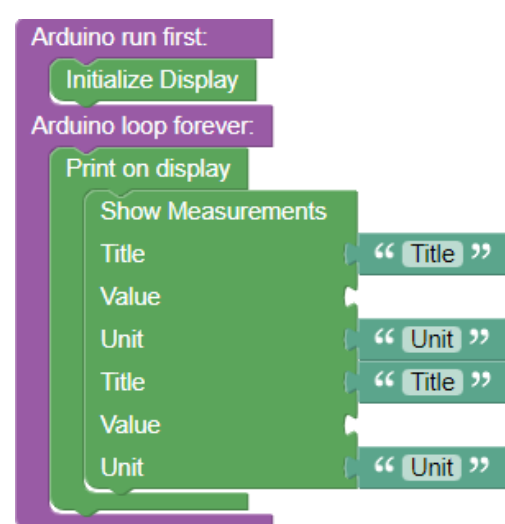 Arduino run first:
Initialize Display
Arduino loop forever:
Print on display
Show Measurements
Title “ Title ”
Value
Unit “ Unit ”
Title “ Title ”
Value
Unit “ Unit ”